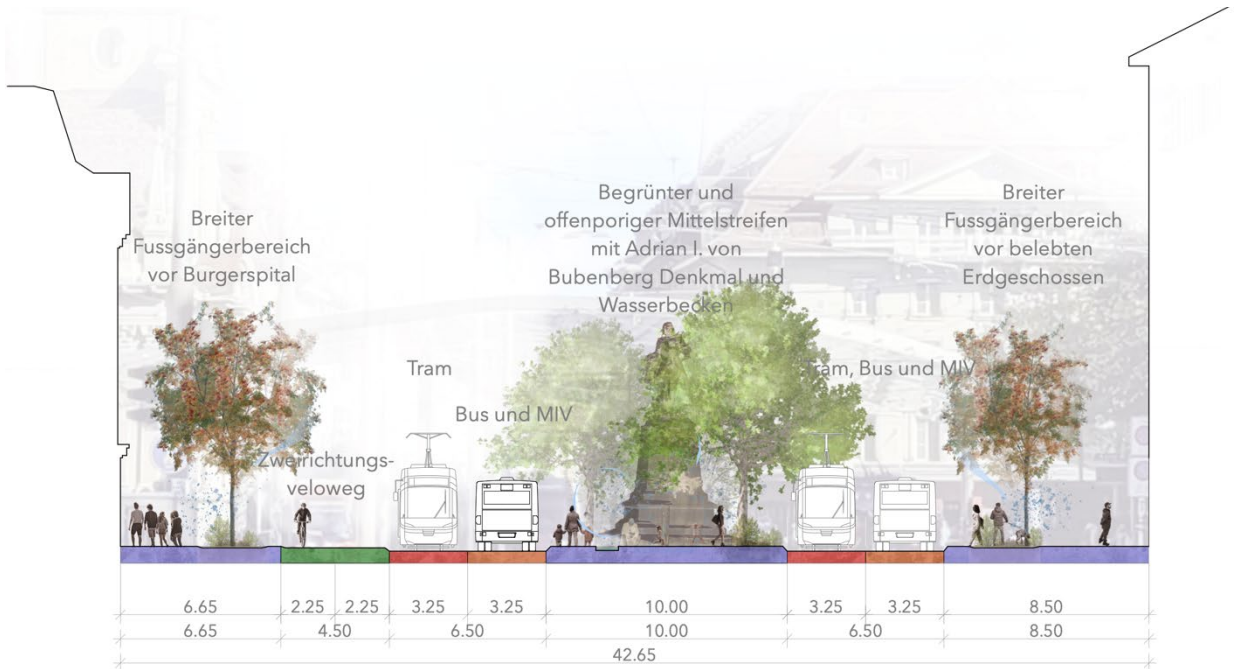 Breiter
Fussgängerbereich
vor Burgerspital
Begrünter und
offenporiger Mittelstreifen
mit Adrian I. von
Bubenberg Denkmal und
Wasserbecken
Breiter
Fussgängerbereich
vor belebten
Erdgeschossen
Tram
Tram, Bus und MIV
Bus und MIV
Zweirichtungs-
veloweg
6.65 2.25 2.25 3.25 3.25 10.00 3.25 3.25 8.50
6.65 4.50 6.50 10.00 6.50 8.50
42.65